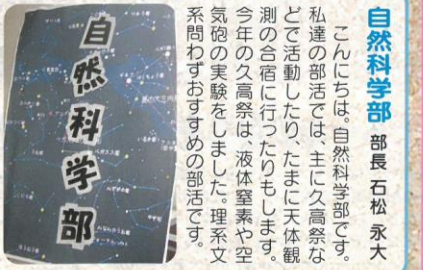 自然科学部 部長 石松 永大
こんにちは。自然科学部です。
私達の部活では、主に久高祭な
どで活動したり、たまに天体観
測の合宿に行ったりもします。
今年の久高祭は、液体窒素や空
気砲の実験をしました。理系文
系問わずおすすめの部活です。
自然科学部